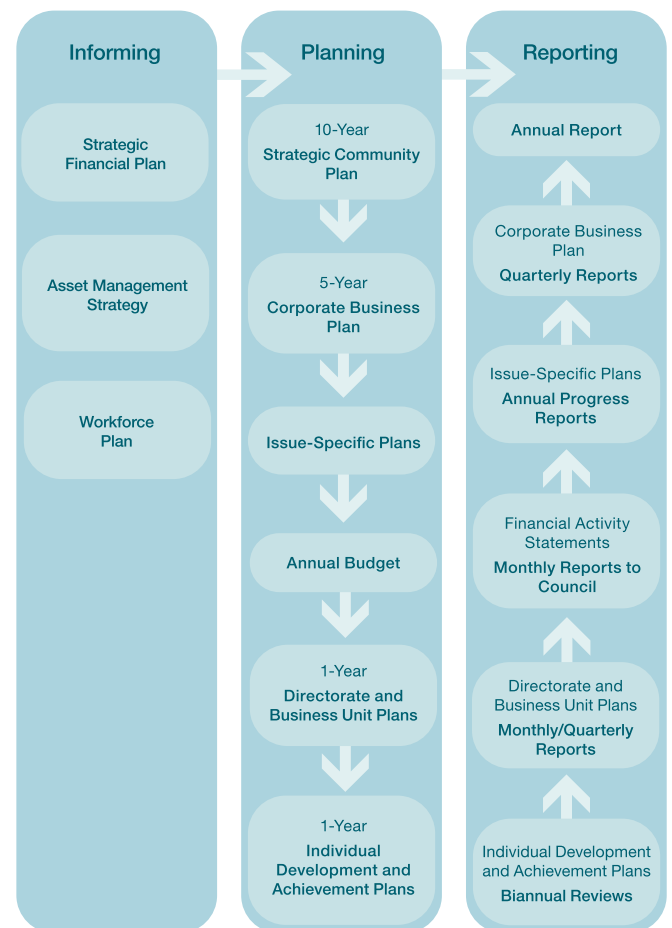 Informing
Strategic
Financial Plan
Asset Management
Strategy
Workforce
Plan
Planning
10-Year
Strategic Community
Plan
5-Year
Corporate Business
Plan
Issue-Specific Plans
Annual Budget
1-Year
Directorate and
Business Unit Plans
1-Year
Individual
Development and
Achievement Plans
Reporting
Annual Report
Corporate Business
Plan
Quarterly Reports
Issue-Specific Plans
Annual Progress
Reports
Financial Activity
Statements
Monthly Reports to
Council
Directorate and
Business Unit Plans
Monthly/Quarterly
Reports
Individual Development
and Achievement Plans
Biannual Reviews